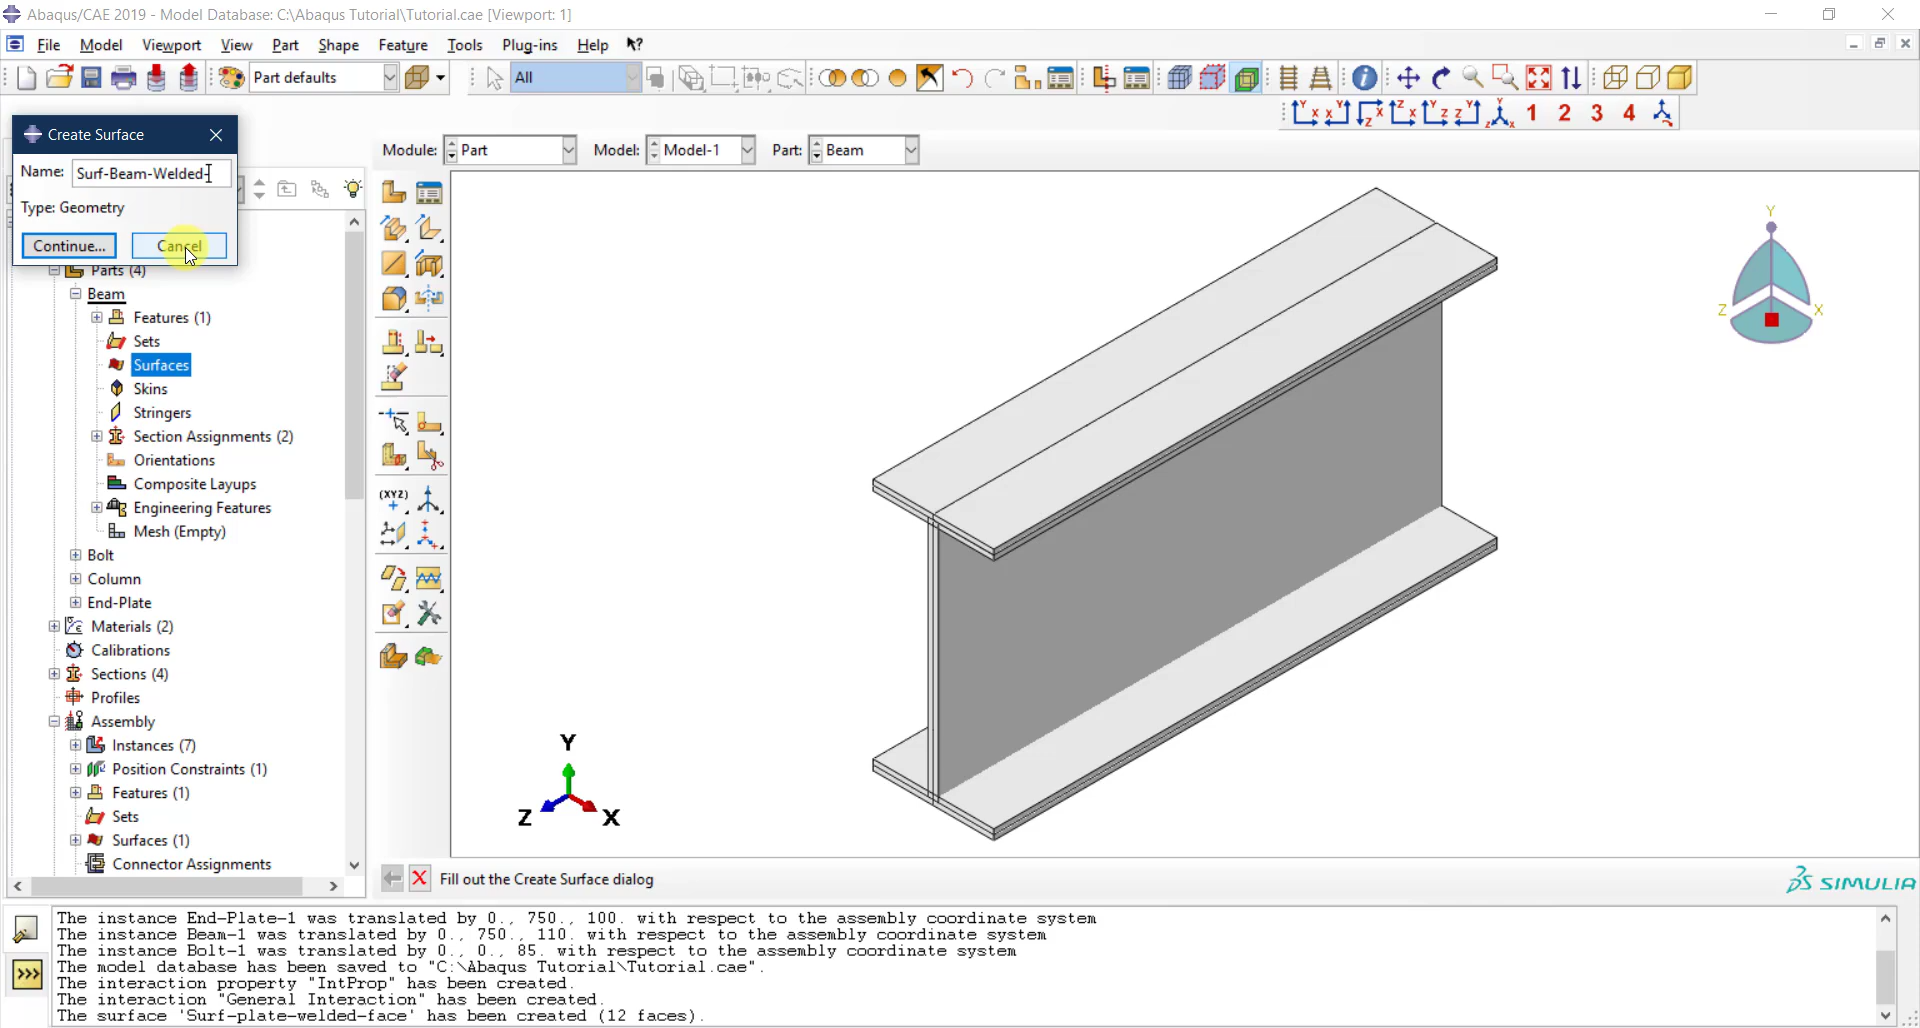 Abaqus/CAE 2019 - Model Database: C:\Abaqus Tutorial\Tutorial.cae [Viewport: 1]
File Model Viewport View Part Shape Feature Tools Plug-ins Help
Part defaults All
1 2 3 4
Create Surface
Name: Surf-Beam-Welded-
Type: Geometry
Continue... Cancel
Module: Part Model: Model-1 Part: Beam
Parts (4)
Beam
Features (1)
Sets
Surfaces
Skins
Stringers
Section Assignments (2)
Orientations
Composite Layups
Engineering Features
Mesh (Empty)
Bolt
Column
End-Plate
Materials (2)
Calibrations
Sections (4)
Profiles
Assembly
Instances (7)
Position Constraints (1)
Features (1)
Sets
Surfaces (1)
Connector Assignments
(XYZ)
Y
Z X
Y
Z X
Fill out the Create Surface dialog
SIMULIA
The instance End-Plate-1 was translated by 0., 750., 100. with respect to the assembly coordinate system
The instance Beam-1 was translated by 0., 750., 110. with respect to the assembly coordinate system
The instance Bolt-1 was translated by 0., 0., 85. with respect to the assembly coordinate system
The model database has been saved to "C:\Abaqus Tutorial\Tutorial.cae".
The interaction property "IntProp" has been created.
The interaction "General Interaction" has been created.
The surface 'Surf-plate-welded-face' has been created (12 faces).
>>>